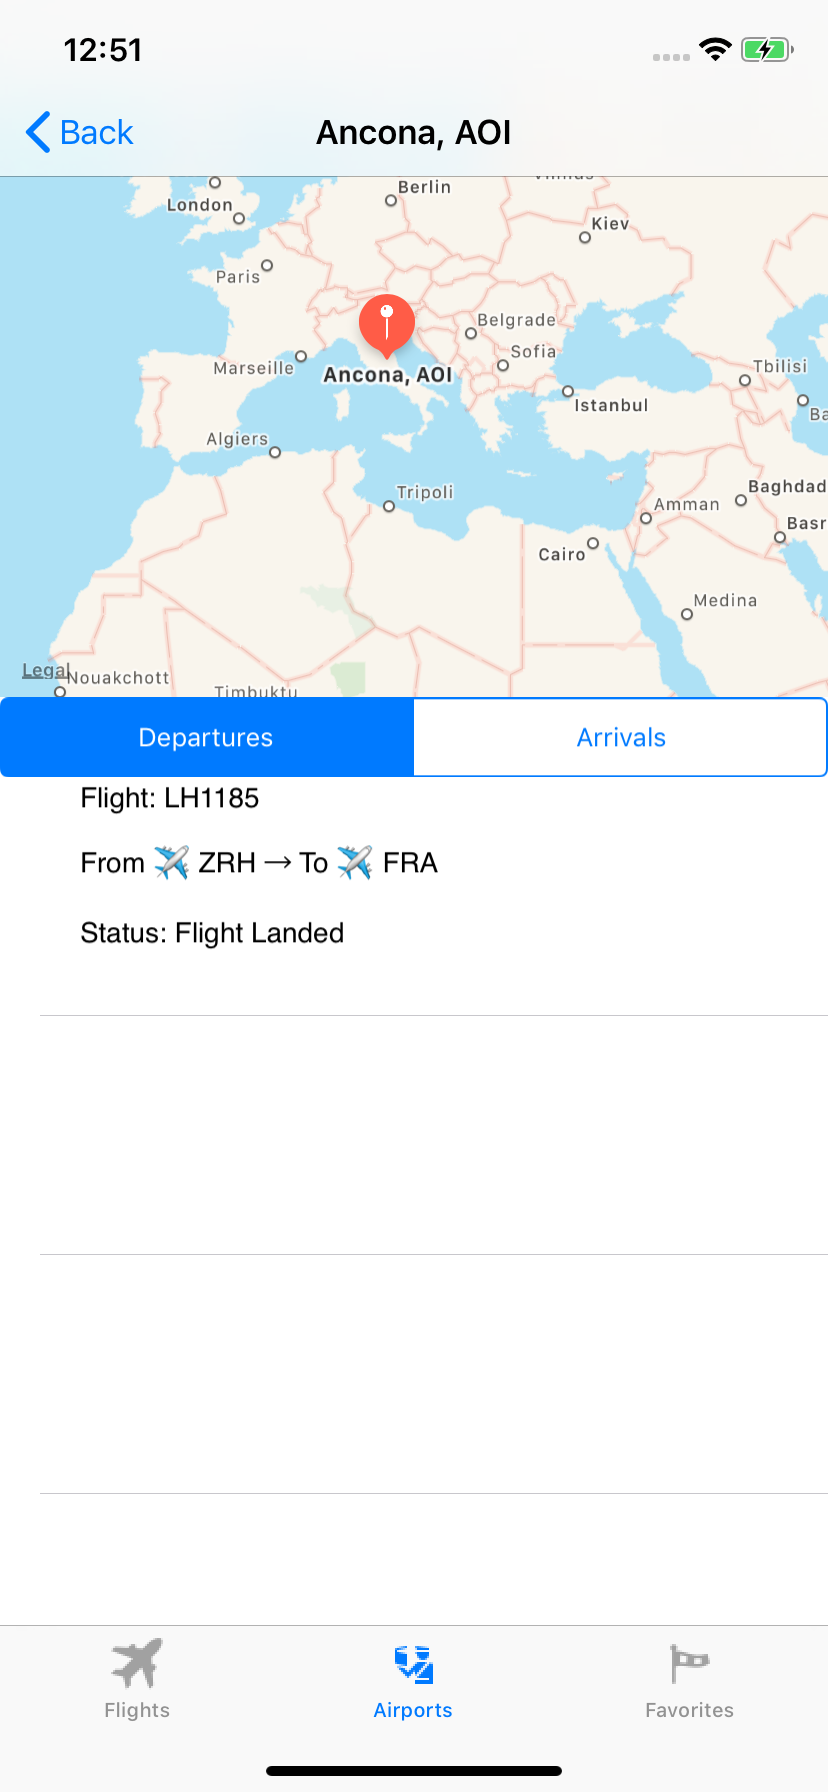 12:51
Back
Ancona, AOI
Berlin
London
Kiev
Paris
Belgrade
Sofia
Marseille
Ancona, AOI
Tbilisi
Istanbul
Ba
Algiers
Tripoli
Baghdad
Amman
Basr
Cairo
Medina
Legal
Nouakchott
Timbuktu
Departures
Arrivals
Flight: LH1185
From ✈️ ZRH → To ✈️ FRA
Status: Flight Landed
Flights
Airports
Favorites